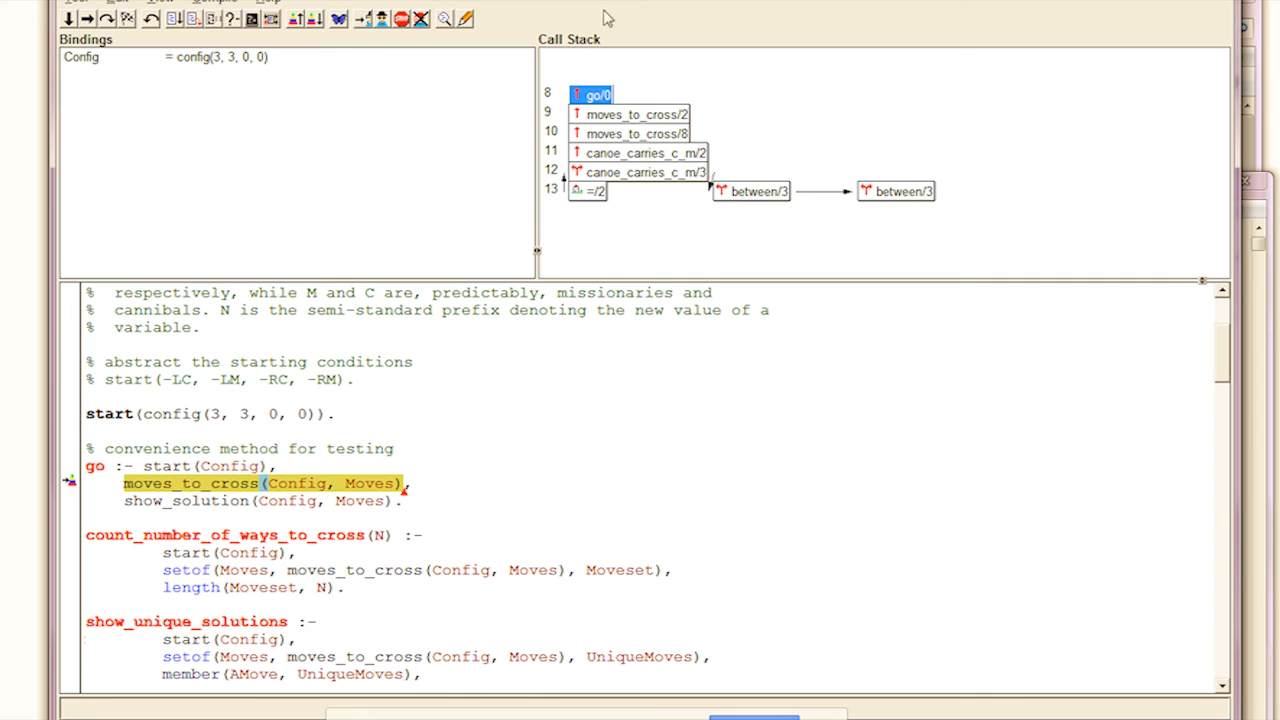 Tool Edit View Compile Help
Bindings
Call Stack
Config = config(3, 3, 0, 0)
8 go/0
9 moves_to_cross/2
10 moves_to_cross/8
11 canoe_carries_c_m/2
12 canoe_carries_c_m/3
13 =/2 between/3 between/3
% respectively, while M and C are, predictably, missionaries and
% cannibals. N is the semi-standard prefix denoting the new value of a
% variable.
% abstract the starting conditions
% start(-LC, -LM, -RC, -RM).
start(config(3, 3, 0, 0)).
% convenience method for testing
go :- start(Config),
moves_to_cross(Config, Moves),
show_solution(Config, Moves).
count_number_of_ways_to_cross(N) :-
start(Config),
setof(Moves, moves_to_cross(Config, Moves), Moveset),
length(Moveset, N).
show_unique_solutions :-
start(Config),
setof(Moves, moves_to_cross(Config, Moves), UniqueMoves),
member(AMove, UniqueMoves),